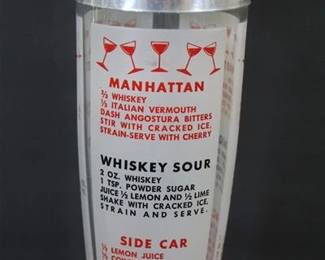 MANHATTAN
⅔ WHISKEY
⅓ ITALIAN VERMOUTH
DASH ANGOSTURA BITTERS
STIR WITH CRACKED ICE,
STRAIN-SERVE WITH CHERRY
WHISKEY SOUR
2 OZ. WHISKEY
1 TSP. POWDER SUGAR
JUICE ½ LEMON AND ½ LIME
SHAKE WITH CRACKED ICE,
STRAIN AND SERVE.
SIDE CAR
LEMON JUICE